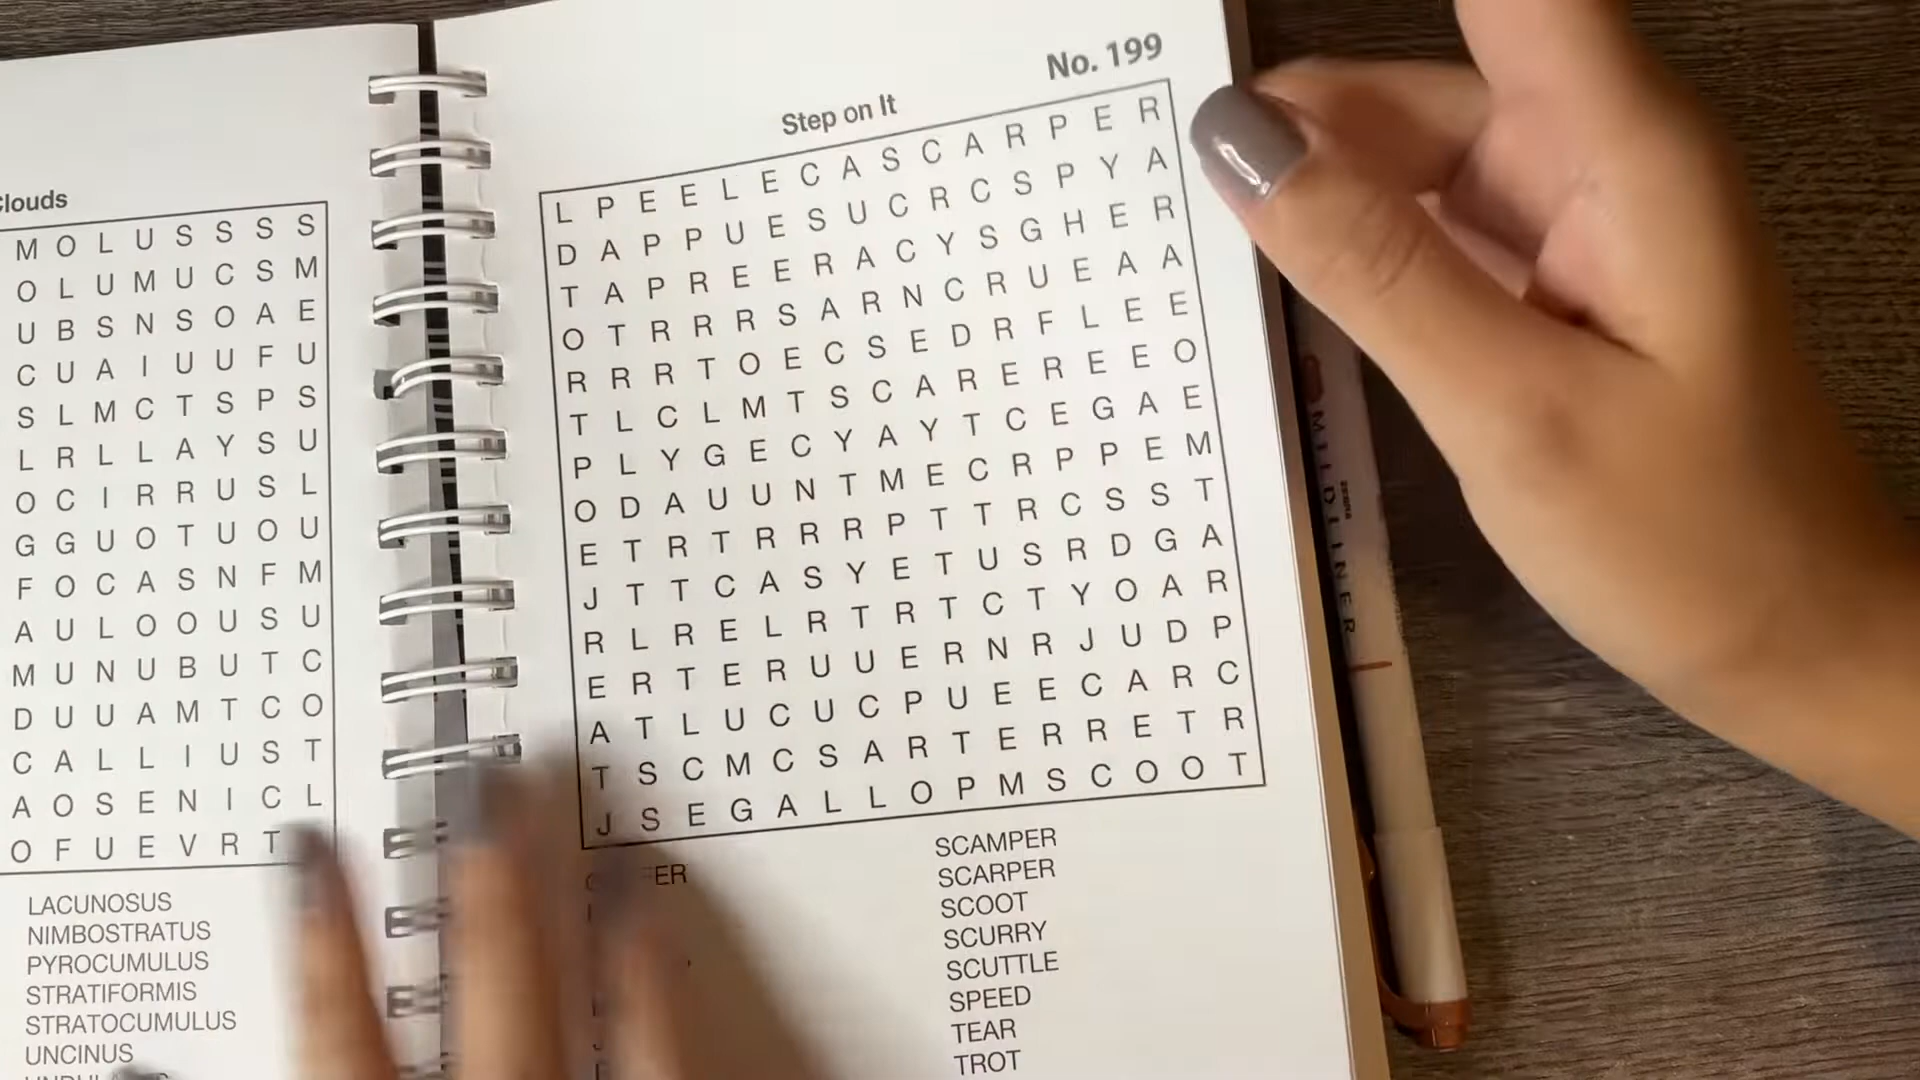 Clouds
M O L U S S S S
O L U M U C S M
U B S N S O A E
C U A I U U F U
S L M C T S P S
L R L L A Y S U
O C I R R U S L
G G U O T U O U
F O C A S N F M
A U L O O U S U
M U N U B U T C
D U U A M T C O
C A L L I U S T
A O S E N I C L
O F U E V R T
LACUNOSUS
NIMBOSTRATUS
PYROCUMULUS
STRATIFORMIS
STRATOCUMULUS
UNCINUS
No. 199
Step on It
L P E E L E C A S C A R P E R
D A P P U E S U C R C S P Y A
T A P R E E R A C Y S G H E R
O T R R R S A R N C R U E A A
R R R T O E C S E D R F L E E
T L C L M T S C A R E R E E O
P L Y G E C Y A Y T C E G A E
O D A U U N T M E C R P P E M
E T R T R R R P T T R C S S T
J T T C A S Y E T U S R D G A
R L R E L R T R T C T Y O A R
E R T E R U U E R N R J U D P
A T L U C U C P U E E C A R C
T S C M C S A R T E R R E T R
J S E G A L L O P M S C O O T
SCAMPER
SCARPER
SCOOT
SCURRY
SCUTTLE
SPEED
TEAR
TROT
MILDLINER